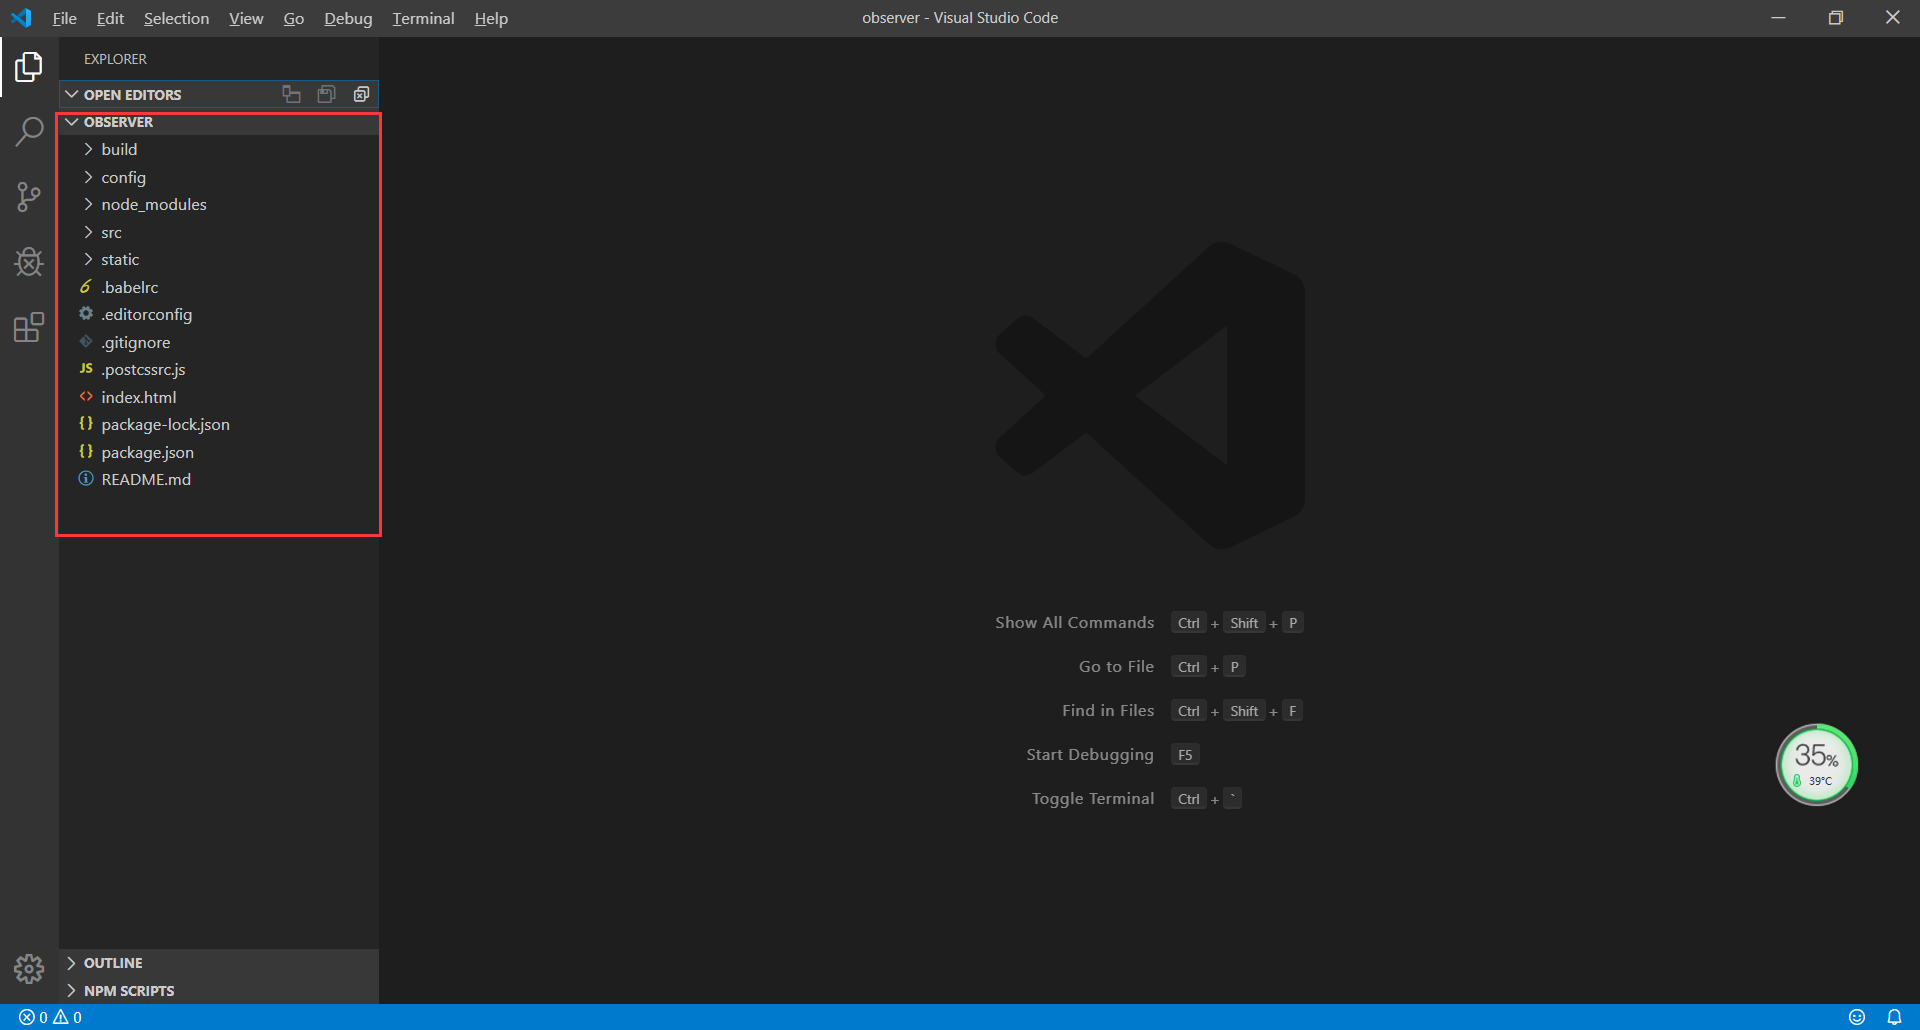 File Edit Selection View Go Debug Terminal Help
observer - Visual Studio Code
EXPLORER
OPEN EDITORS
OBSERVER
build
config
node_modules
src
static
.babelrc
.editorconfig
.gitignore
JS .postcssrc.js
<> index.html
{} package-lock.json
{} package.json
README.md
Show All Commands Ctrl + Shift + P
Go to File Ctrl + P
Find in Files Ctrl + Shift + F
Start Debugging F5
Toggle Terminal Ctrl + `
35%
39°C
OUTLINE
NPM SCRIPTS
0 0